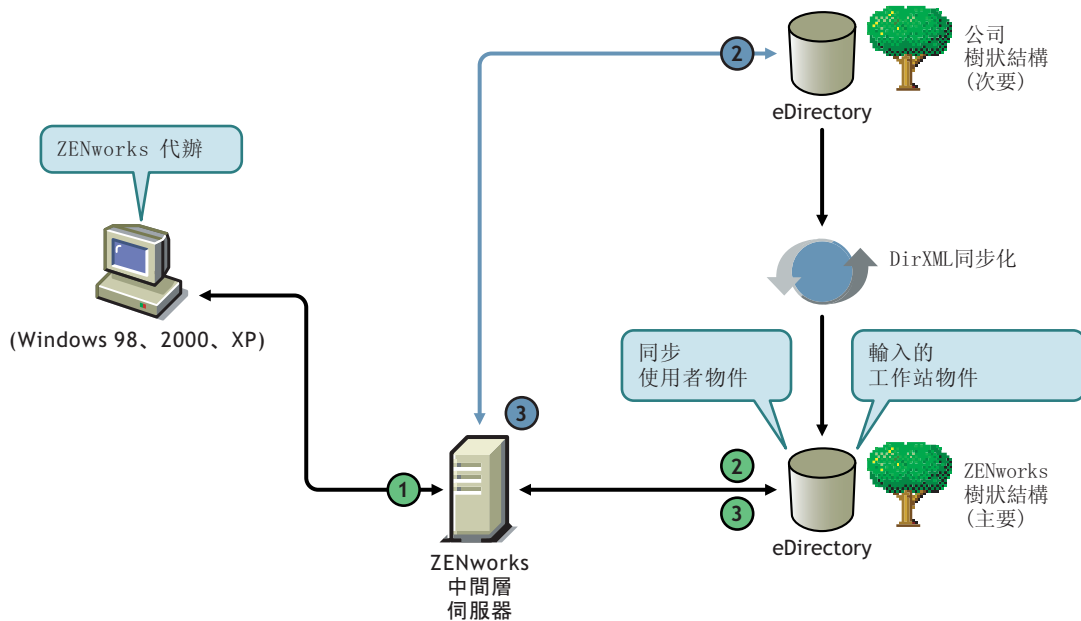 2
公司
樹狀結構
(次要)
eDirectory
ZENworks 代辦
DirXML同步化
(Windows 98、2000、XP)
同步
使用者物件
輸入的
工作站物件
3
1
2
3
ZENworks
樹狀結構
(主要)
eDirectory
ZENworks
中間層
伺服器